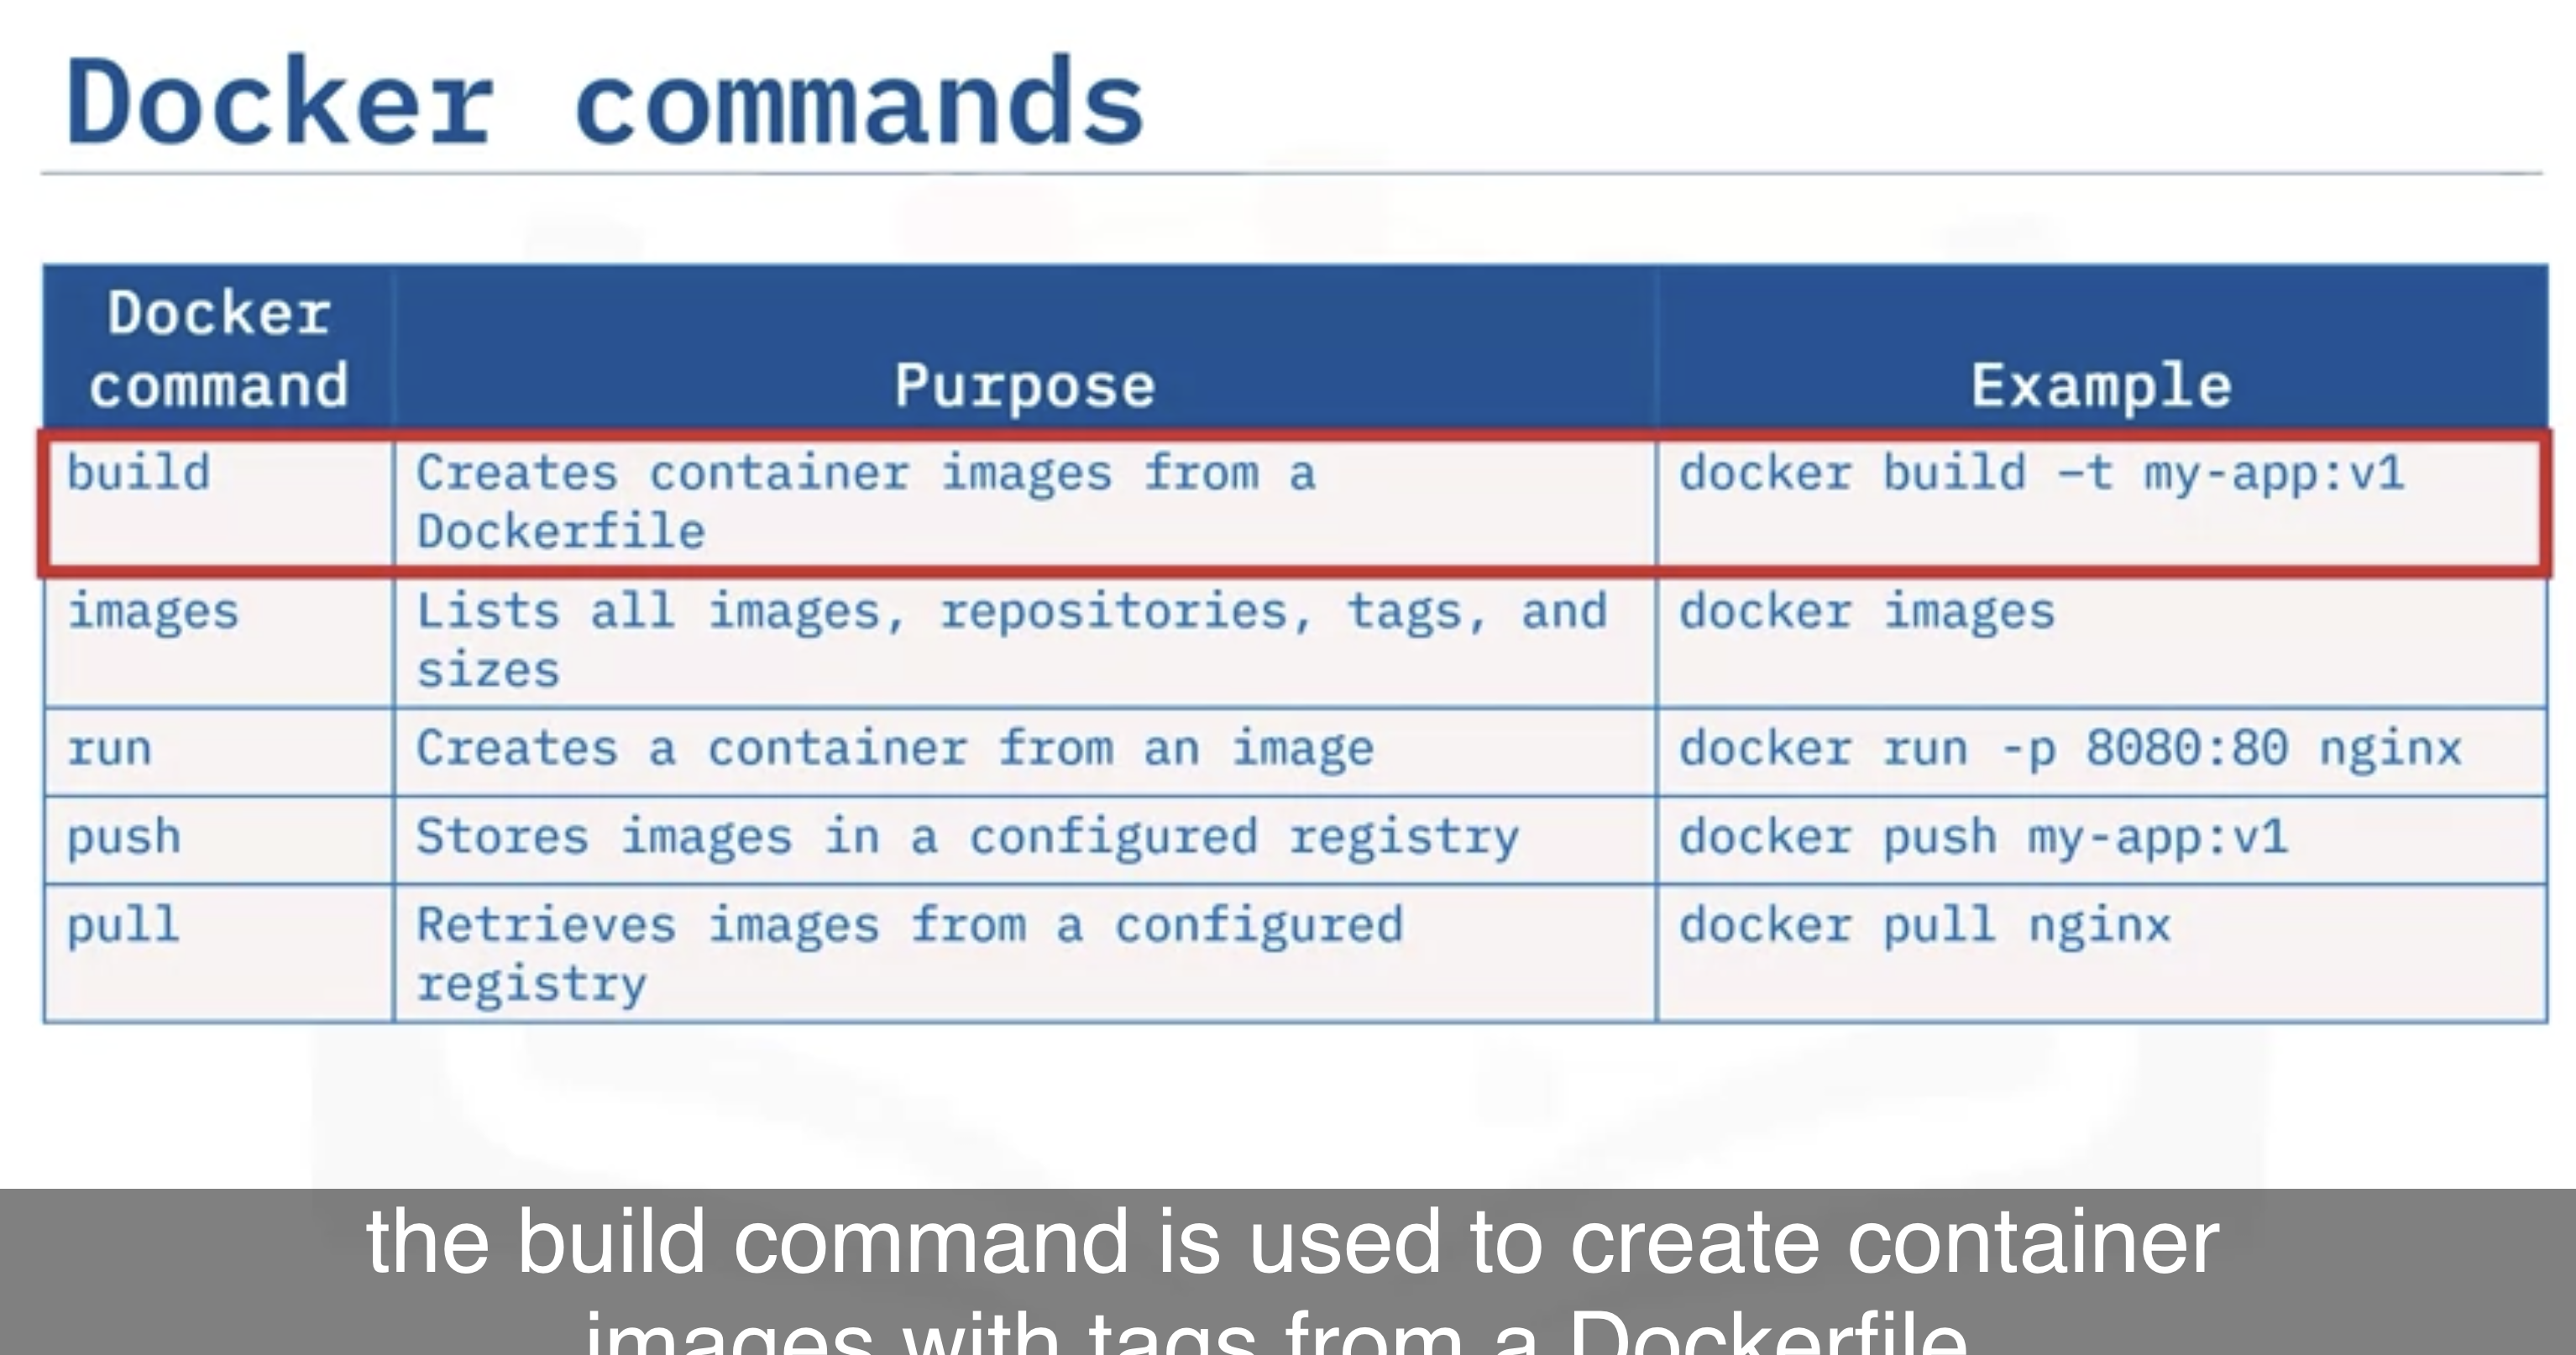 Docker commands
Docker
command
Purpose
Example
build
Creates container images from a
Dockerfile
docker build –t my-app:v1
images
Lists all images, repositories, tags, and
sizes
docker images
run
Creates a container from an image
docker run -p 8080:80 nginx
push
Stores images in a configured registry
docker push my-app:v1
pull
Retrieves images from a configured
registry
docker pull nginx
the build command is used to create container
images with tags from a Dockerfile